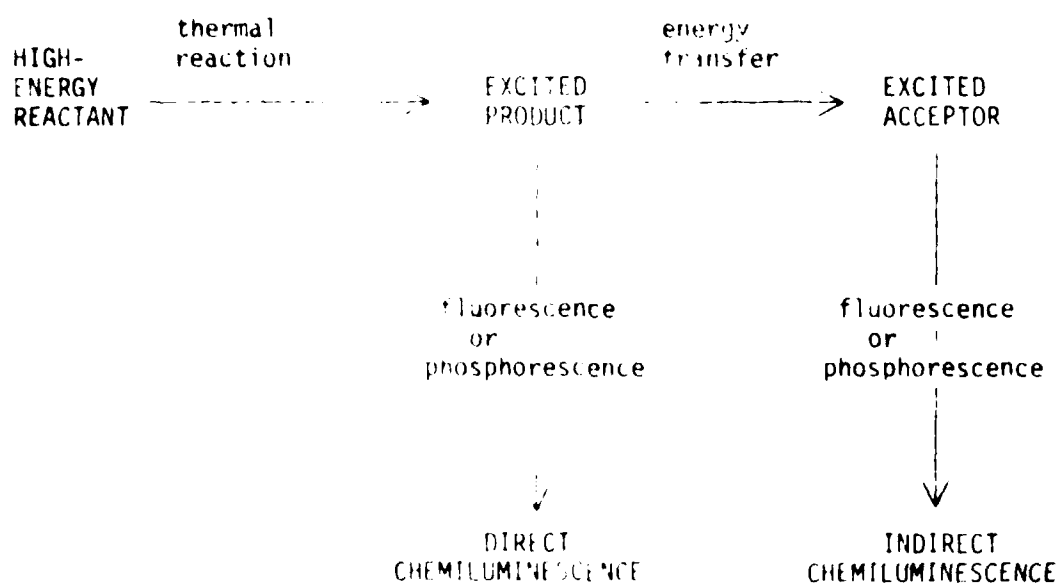 thermal
reaction
energy
transfer
HIGH-
ENERGY
REACTANT
EXCITED
PRODUCT
EXCITED
ACCEPTOR
fluorescence
or
phosphorescence
fluorescence
or
phosphorescence
DIRECT
CHEMILUMINESCENCE
INDIRECT
CHEMILUMINESCENCE